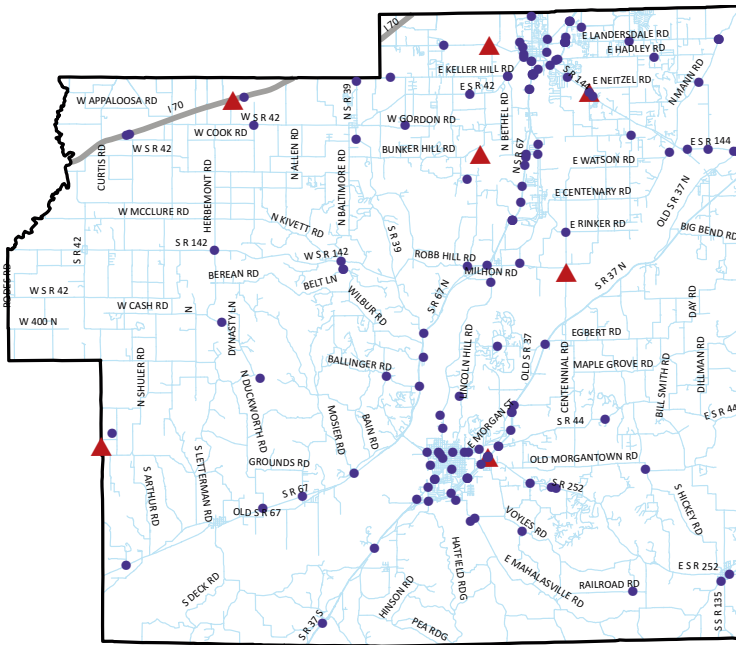 170
E LANDERSDALE RD
E HADLEY RD
E KELLER HILL RD
S R 144
E NEITZEL RD
N MANN RD
E S R 42
W APPALOOSA RD
170
N S R 39
W S R 42
W GORDON RD
N BETHEL RD
W COOK RD
W S R 42
BUNKER HILL RD
N S R 67
E S R 144
E WATSON RD
CURTIS RD
HERBEMONT RD
N ALLEN RD
N BALTIMORE RD
E CENTENARY RD
OLD S R 37 N
W MCCLURE RD
N KIVETT RD
S R 39
E RINKER RD
BIG BEND RD
S R 42
S R 142
W S R 142
ROBB HILL RD
MILHON RD
BEREAN RD
BELT LN
S R 67 N
S R 37 N
W S R 42
WILBUR RD
DAY RD
W CASH RD
N
DYNASTY LN
W 400 N
EGBERT RD
OLD S R 37
LINCOLN HILL RD
CENTENNIAL RD
MAPLE GROVE RD
BILL SMITH RD
DILLMAN RD
BALLINGER RD
N SHULER RD
N DUCKWORTH RD
MOSIER RD
BAIN RD
E MORGAN ST
S R 44
E S R 44
S ARTHUR RD
S LETTERMAN RD
GROUNDS RD
OLD MORGANTOWN RD
S R 67
S R 252
S HICKEY RD
OLD S R 67
VOYLES RD
HATFIELD RDG
E MAHALASVILLE RD
E S R 252
S DECK RD
HINSON RD
RAILROAD RD
S S R 135
S R 37 S
PEA RDG